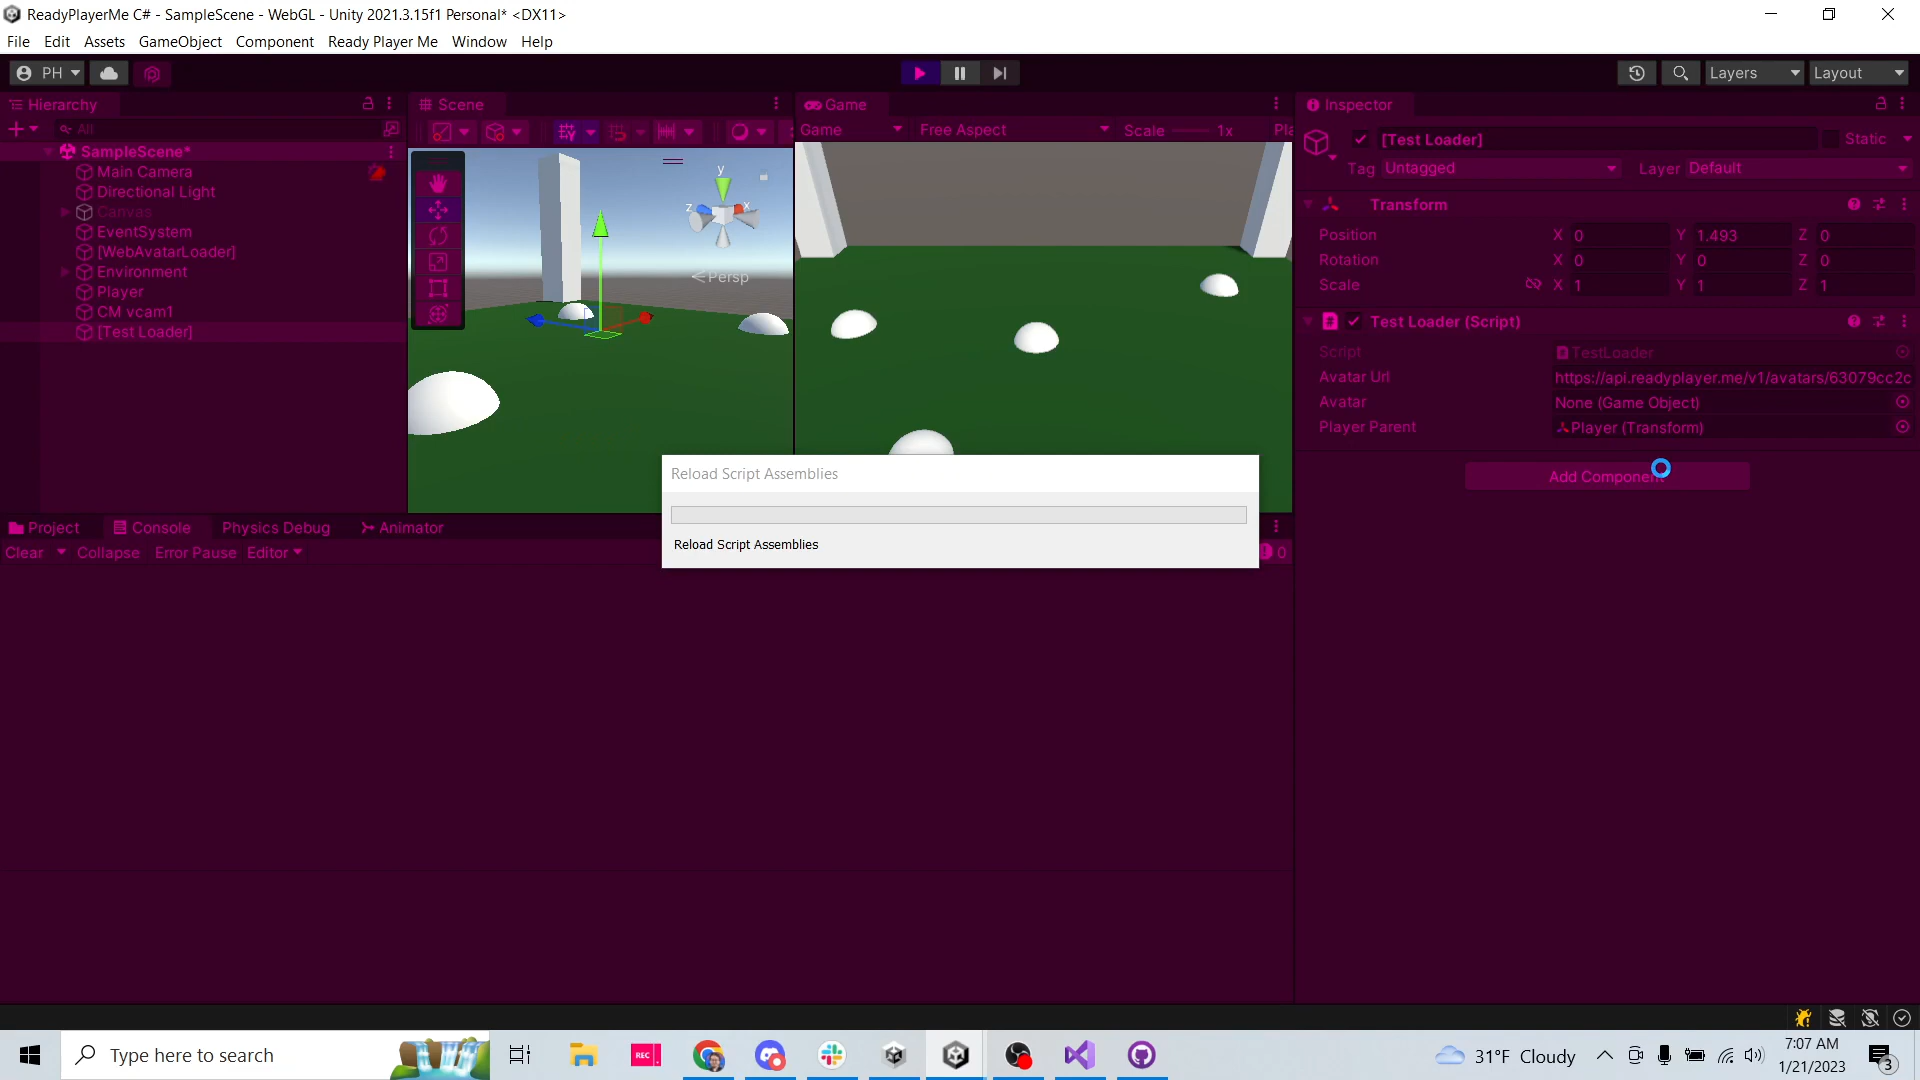 ReadyPlayerMe C# - SampleScene - WebGL - Unity 2021.3.15f1 Personal* <DX11>
File Edit Assets GameObject Component Ready Player Me Window Help
PH
Layers
Layout
Hierarchy
All
SampleScene*
Main Camera
Directional Light
Canvas
EventSystem
[WebAvatarLoader]
Environment
Player
CM vcam1
[Test Loader]
Scene
y
z
x
Persp
Game
Game Free Aspect Scale 1x Pla
Inspector
[Test Loader] Static
Tag Untagged Layer Default
Transform
Position X 0 Y 1.493 Z 0
Rotation X 0 Y 0 Z 0
Scale X 1 Y 1 Z 1
Test Loader (Script)
Script TestLoader
Avatar Url https://api.readyplayer.me/v1/avatars/63079cc2c
Avatar None (Game Object)
Player Parent Player (Transform)
Add Component
Reload Script Assemblies
Reload Script Assemblies
Project Console Physics Debug Animator
Clear Collapse Error Pause Editor
0
Type here to search
REC
31°F Cloudy
7:07 AM
1/21/2023
3